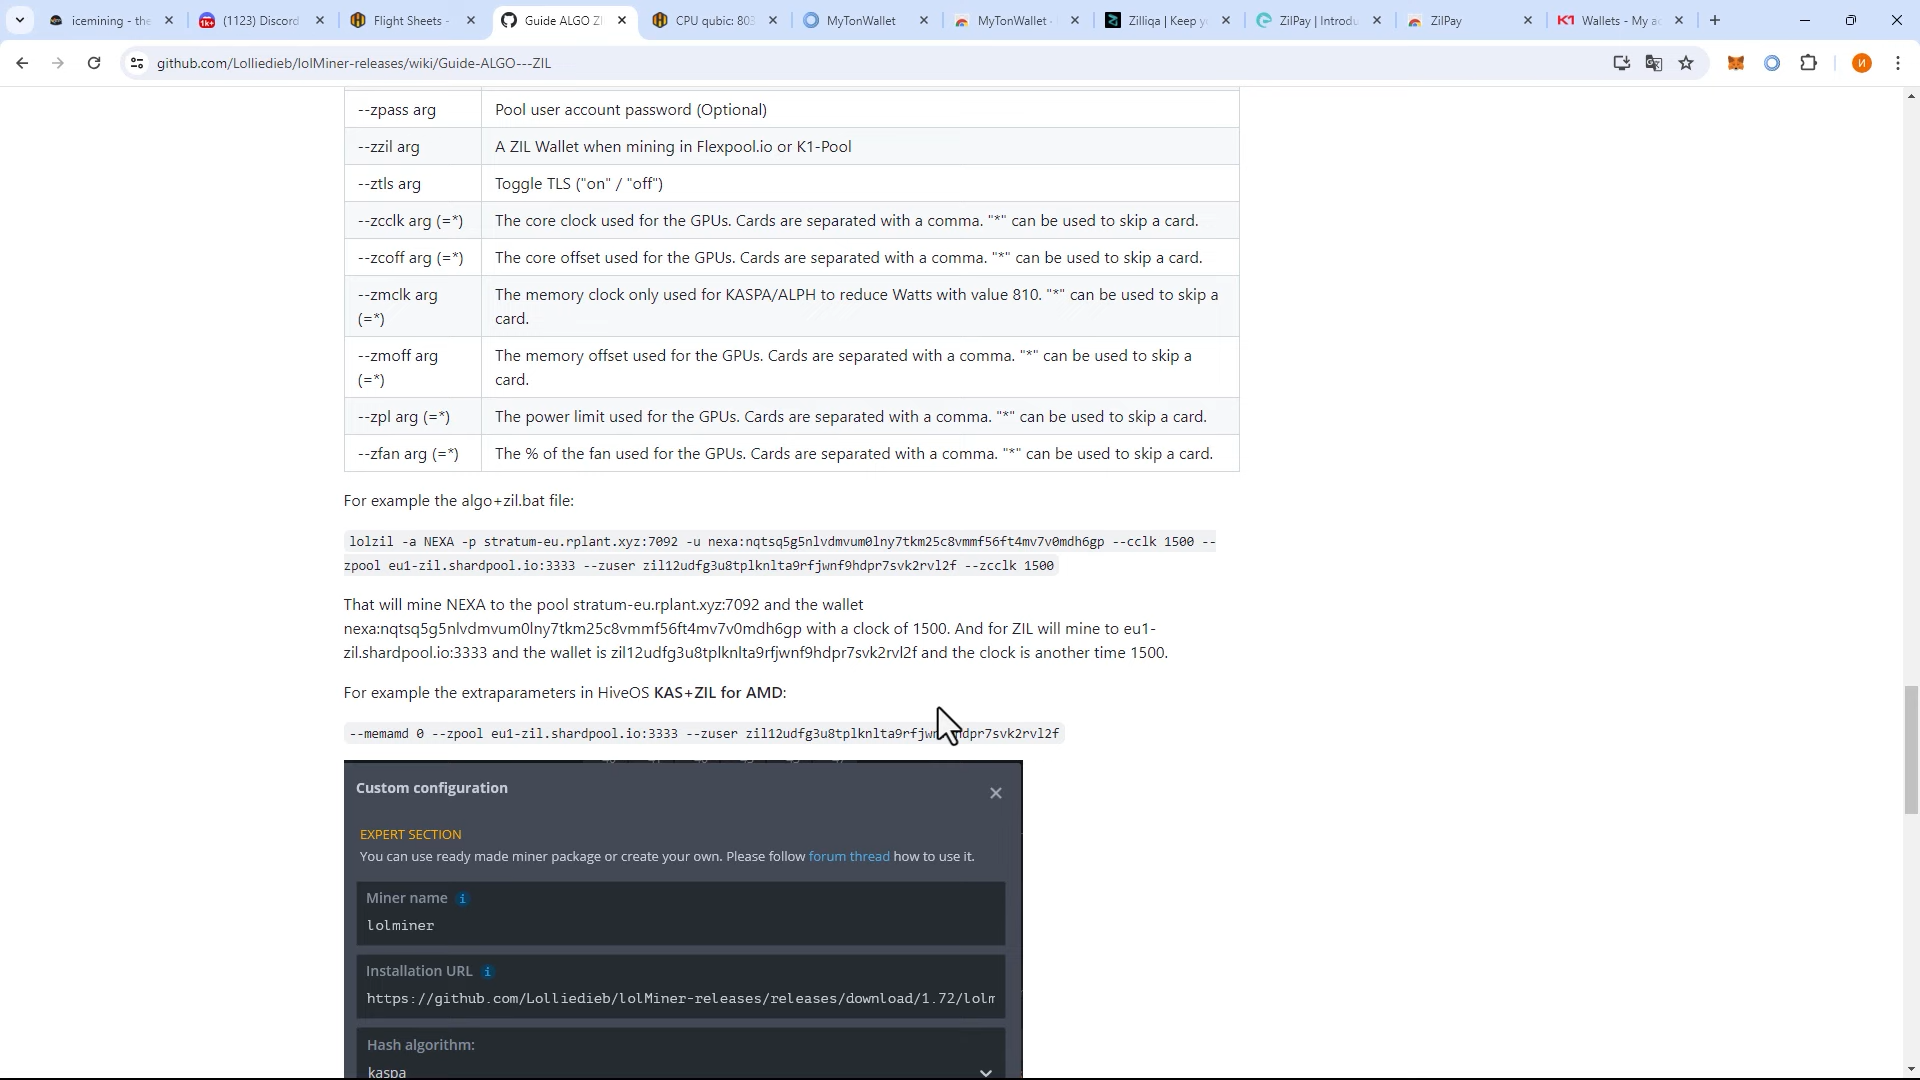 icemining - the
(1123) Discord
Flight Sheets -
Guide ALGO ZI
CPU qubic: 803
MyTonWallet
MyTonWallet -
Zilliqa | Keep yo
ZilPay | Introdu
ZilPay
K1 Wallets - My ac
github.com/Lolliedieb/lolMiner-releases/wiki/Guide-ALGO---ZIL
--zpass arg Pool user account password (Optional)
--zzil arg A ZIL Wallet when mining in Flexpool.io or K1-Pool
--ztls arg Toggle TLS ("on" / "off")
--zcclk arg (=*) The core clock used for the GPUs. Cards are separated with a comma. "*" can be used to skip a card.
--zcoff arg (=*) The core offset used for the GPUs. Cards are separated with a comma. "*" can be used to skip a card.
--zmclk arg The memory clock only used for KASPA/ALPH to reduce Watts with value 810. "*" can be used to skip a
(=*) card.
--zmoff arg The memory offset used for the GPUs. Cards are separated with a comma. "*" can be used to skip a
(=*) card.
--zpl arg (=*) The power limit used for the GPUs. Cards are separated with a comma. "*" can be used to skip a card.
--zfan arg (=*) The % of the fan used for the GPUs. Cards are separated with a comma. "*" can be used to skip a card.
For example the algo+zil.bat file:
lolzil -a NEXA -p stratum-eu.rplant.xyz:7092 -u nexa:nqtsq5g5nlvdmvum0lny7tkm25c8vmmf56ft4mv7v0mdh6gp --cclk 1500 --
zpool eu1-zil.shardpool.io:3333 --zuser zil12udfg3u8tplknlta9rfjwnf9hdpr7svk2rvl2f --zcclk 1500
That will mine NEXA to the pool stratum-eu.rplant.xyz:7092 and the wallet
nexa:nqtsq5g5nlvdmvum0lny7tkm25c8vmmf56ft4mv7v0mdh6gp with a clock of 1500. And for ZIL will mine to eu1-
zil.shardpool.io:3333 and the wallet is zil12udfg3u8tplknlta9rfjwnf9hdpr7svk2rvl2f and the clock is another time 1500.
For example the extraparameters in HiveOS KAS+ZIL for AMD:
--memamd 0 --zpool eu1-zil.shardpool.io:3333 --zuser
Custom configuration
EXPERT SECTION
You can use ready made miner package or create your own. Please follow forum thread how to use it.
Miner name
lolminer
Installation URL
https://github.com/Lolliedieb/lolMiner-releases/releases/download/1.72/lolm
Hash algorithm:
kaspa